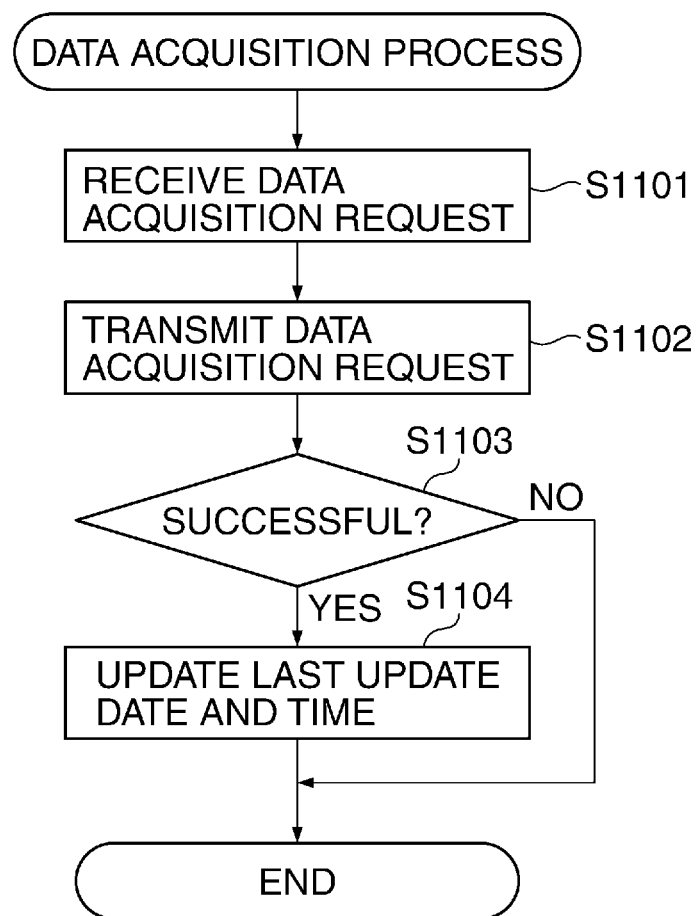 DATA ACQUISITION PROCESS
RECEIVE DATA
ACQUISITION REQUEST
S1101
TRANSMIT DATA
ACQUISITION REQUEST
S1102
S1103
SUCCESSFUL?
NO
YES
S1104
UPDATE LAST UPDATE
DATE AND TIME
END